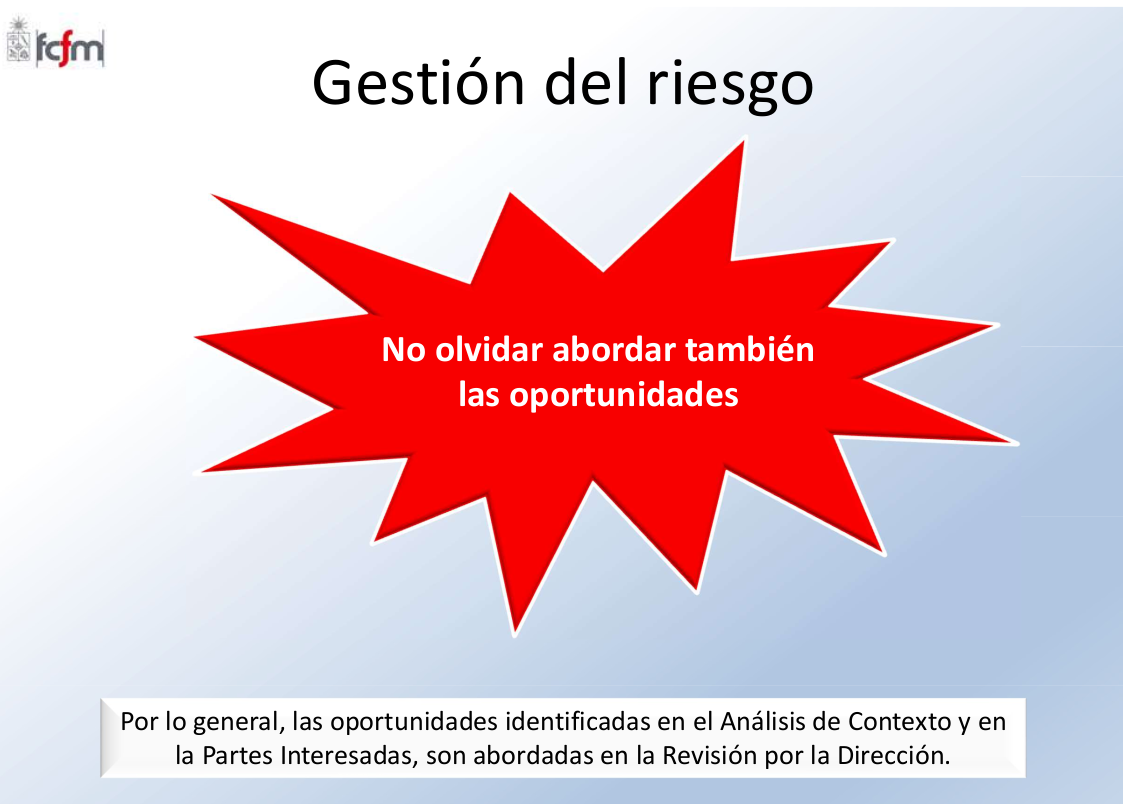 fcfm
Gestión del riesgo
No olvidar abordar también
las oportunidades
Por lo general, las oportunidades identificadas en el Análisis de Contexto y en
la Partes Interesadas, son abordadas en la Revisión por la Dirección.